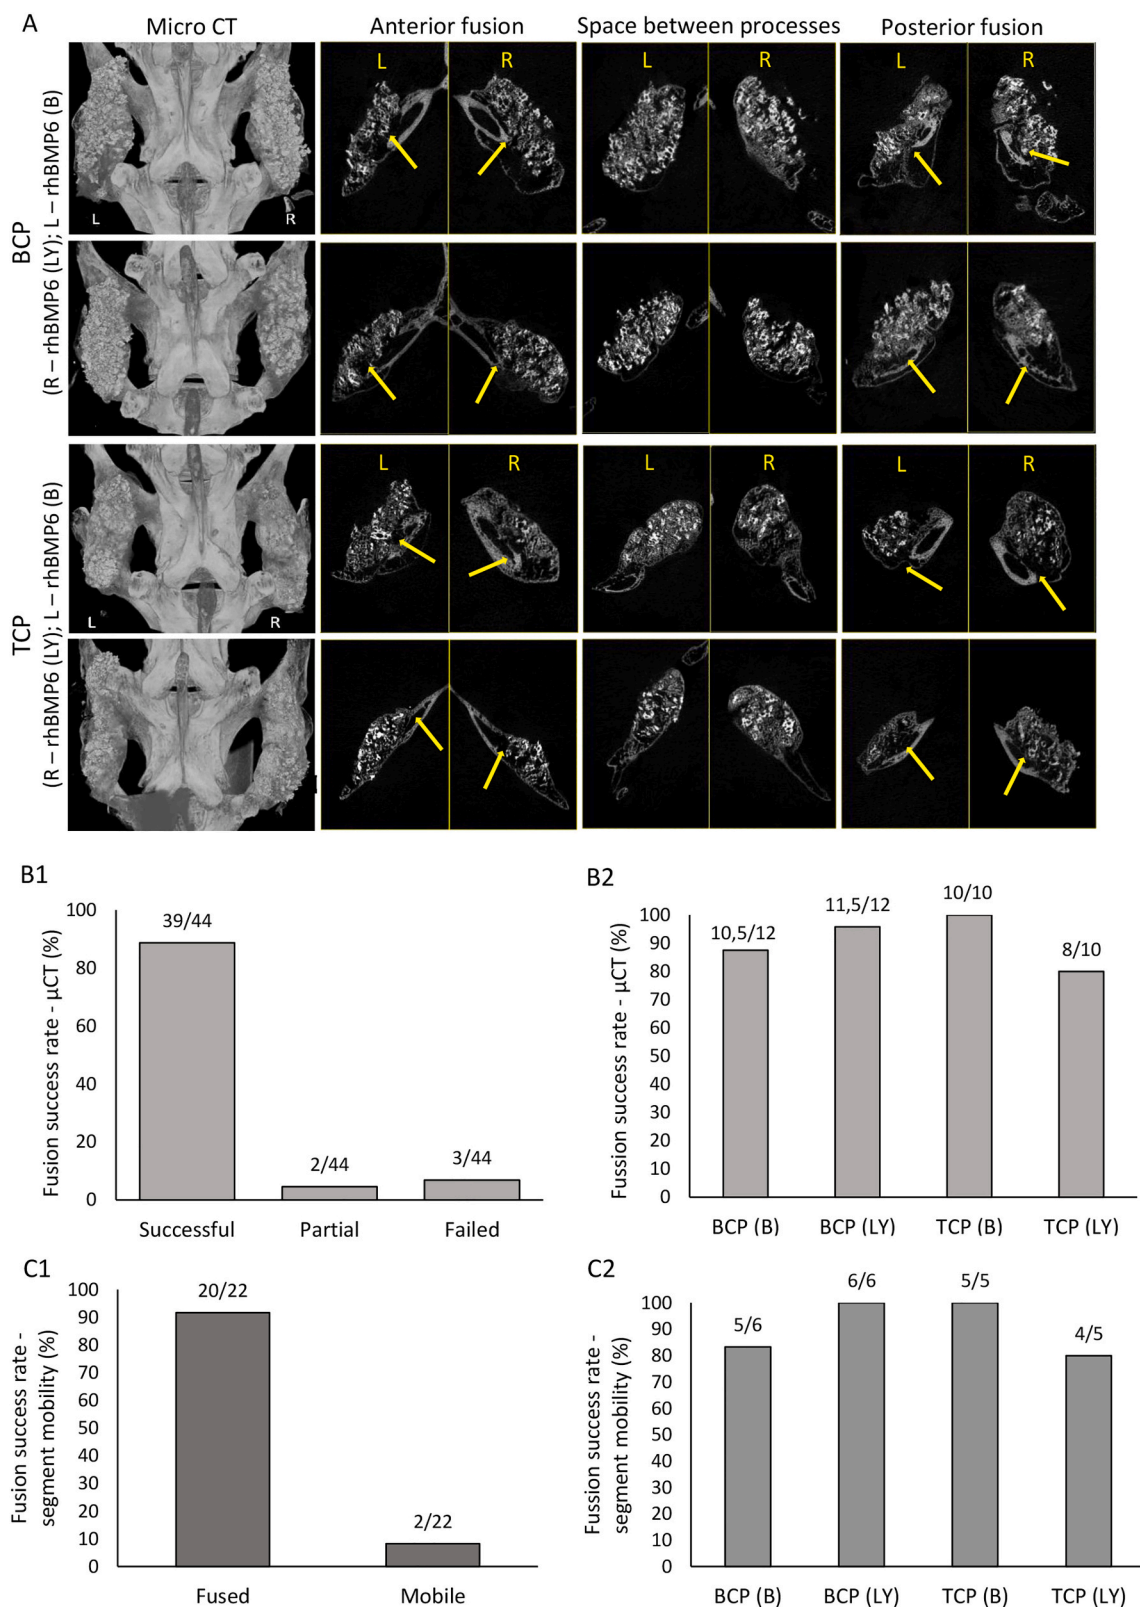 A
Micro CT
Anterior fusion
Space between processes
Posterior fusion
BCP
(R – rhBMP6 (LY); L – rhBMP6 (B)
L
R
L
R
L
R
L
R
TCP
(R – rhBMP6 (LY); L – rhBMP6 (B)
L
R
L
R
L
R
L
R
B1
Fusion success rate - µCT (%)
100
80
60
40
20
0
39/44
2/44
3/44
Successful
Partial
Failed
B2
Fussion success rate - µCT (%)
100
90
80
70
60
50
40
30
20
10
0
10,5/12
11,5/12
10/10
8/10
BCP (B)
BCP (LY)
TCP (B)
TCP (LY)
C1
Fusion success rate -
segment mobility (%)
100
90
80
70
60
50
40
30
20
10
0
20/22
2/22
Fused
Mobile
C2
Fussion success rate -
segment mobility (%)
100
90
80
70
60
50
40
30
20
10
0
5/6
6/6
5/5
4/5
BCP (B)
BCP (LY)
TCP (B)
TCP (LY)